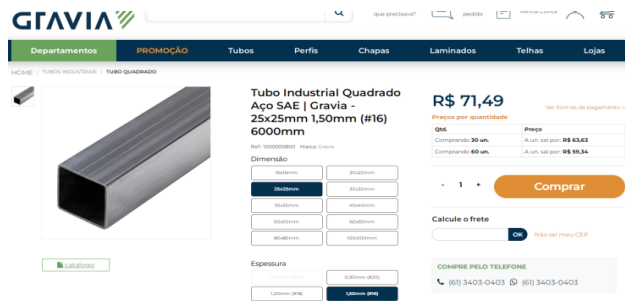 GRAVIA
que precisava?
pedido
Minha Conta
Departamentos
PROMOÇÃO
Tubos
Perfis
Chapas
Laminados
Telhas
Lojas
HOME / TUBOS INDUSTRIAIS / TUBO QUADRADO
Tubo Industrial Quadrado
Aço SAE | Gravia -
25x25mm 1,50mm (#16)
6000mm
Ref.: 1000000800 Marca: Gravia
Dimensão
16x16mm
20x20mm
25x25mm
30x30mm
35x35mm
40x40mm
50x50mm
60x60mm
80x80mm
100x100mm
Espessura
0,90mm (#20)
1,20mm (#18)
1,50mm (#16)
catalogo
R$ 71,49
Ver formas de pagamento >
Preços por quantidade
Qtd. Preço
Comprando 30 un. A un. sai por: R$ 63,63
Comprando 60 un. A un. sai por: R$ 59,34
- 1 +
Comprar
Calcule o frete
OK
Não sei meu CEP
COMPRE PELO TELEFONE
(61) 3403-0403 (61) 3403-0403